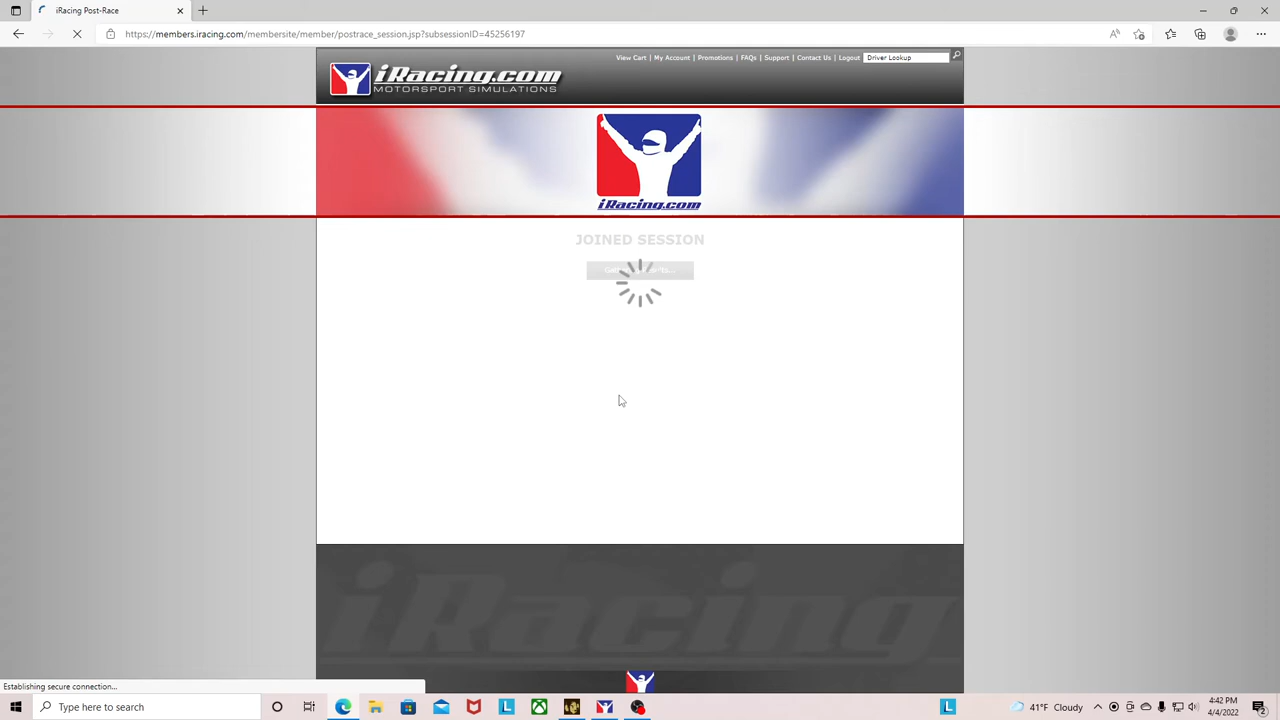 iRacing Post-Race
https://members.iracing.com/membersite/member/postrace_session.jsp?subsessionID=45256197
View Cart | My Account | Promotions | FAQs | Support | Contact Us | Logout Driver Lookup
iRacing.com
MOTORSPORT SIMULATIONS
iRacing.com
JOINED SESSION
iRacing
Establishing secure connection...
Type here to search
41°F Cloudy
4:42 PM
4/4/2022
2